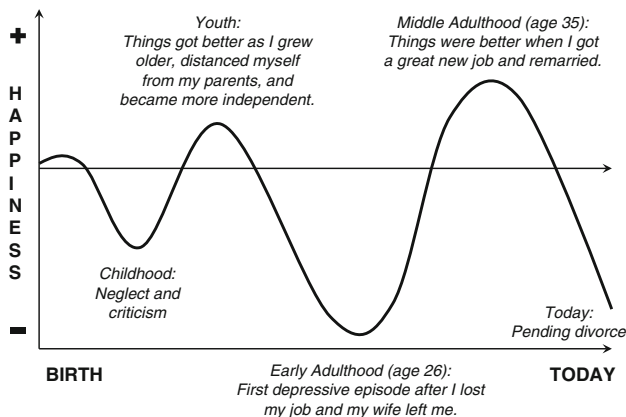 +
HAPPINESS
–
Youth:
Things got better as I grew
older, distanced myself
from my parents, and
became more independent.
Middle Adulthood (age 35):
Things were better when I got
a great new job and remarried.
Childhood:
Neglect and
criticism
Today:
Pending divorce
BIRTH
Early Adulthood (age 26):
First depressive episode after I lost
my job and my wife left me.
TODAY